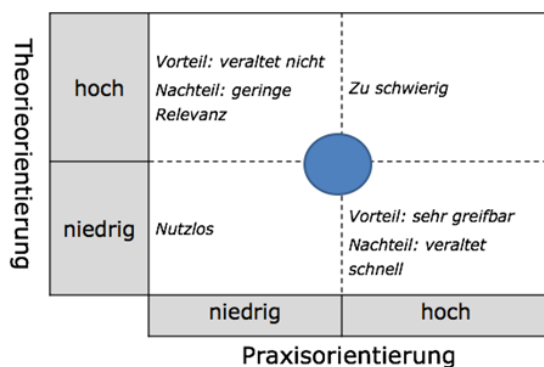 Theorieorientierung
hoch
Vorteil: veraltet nicht
Nachteil: geringe
Relevanz
Zu schwierig
niedrig
Nutzlos
Vorteil: sehr greifbar
Nachteil: veraltet
schnell
niedrig
hoch
Praxisorientierung